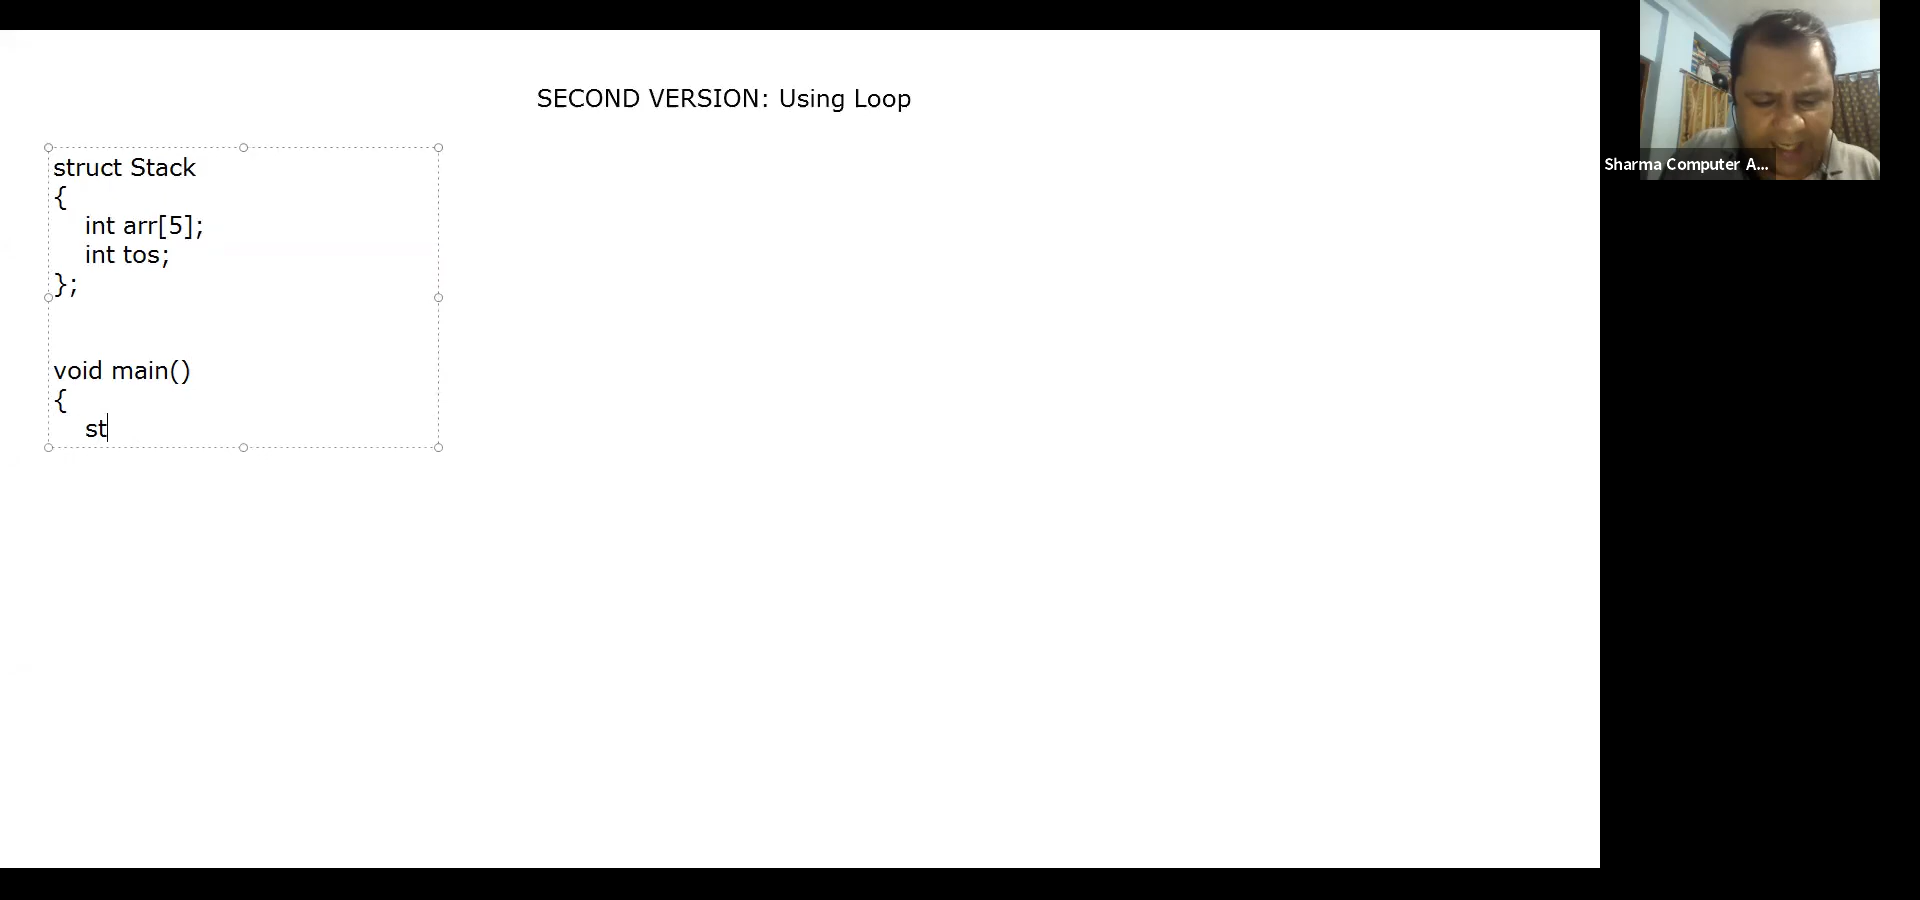 SECOND VERSION: Using Loop
struct Stack
{
int arr[5];
int tos;
};
void main()
{
st
Sharma Computer A...